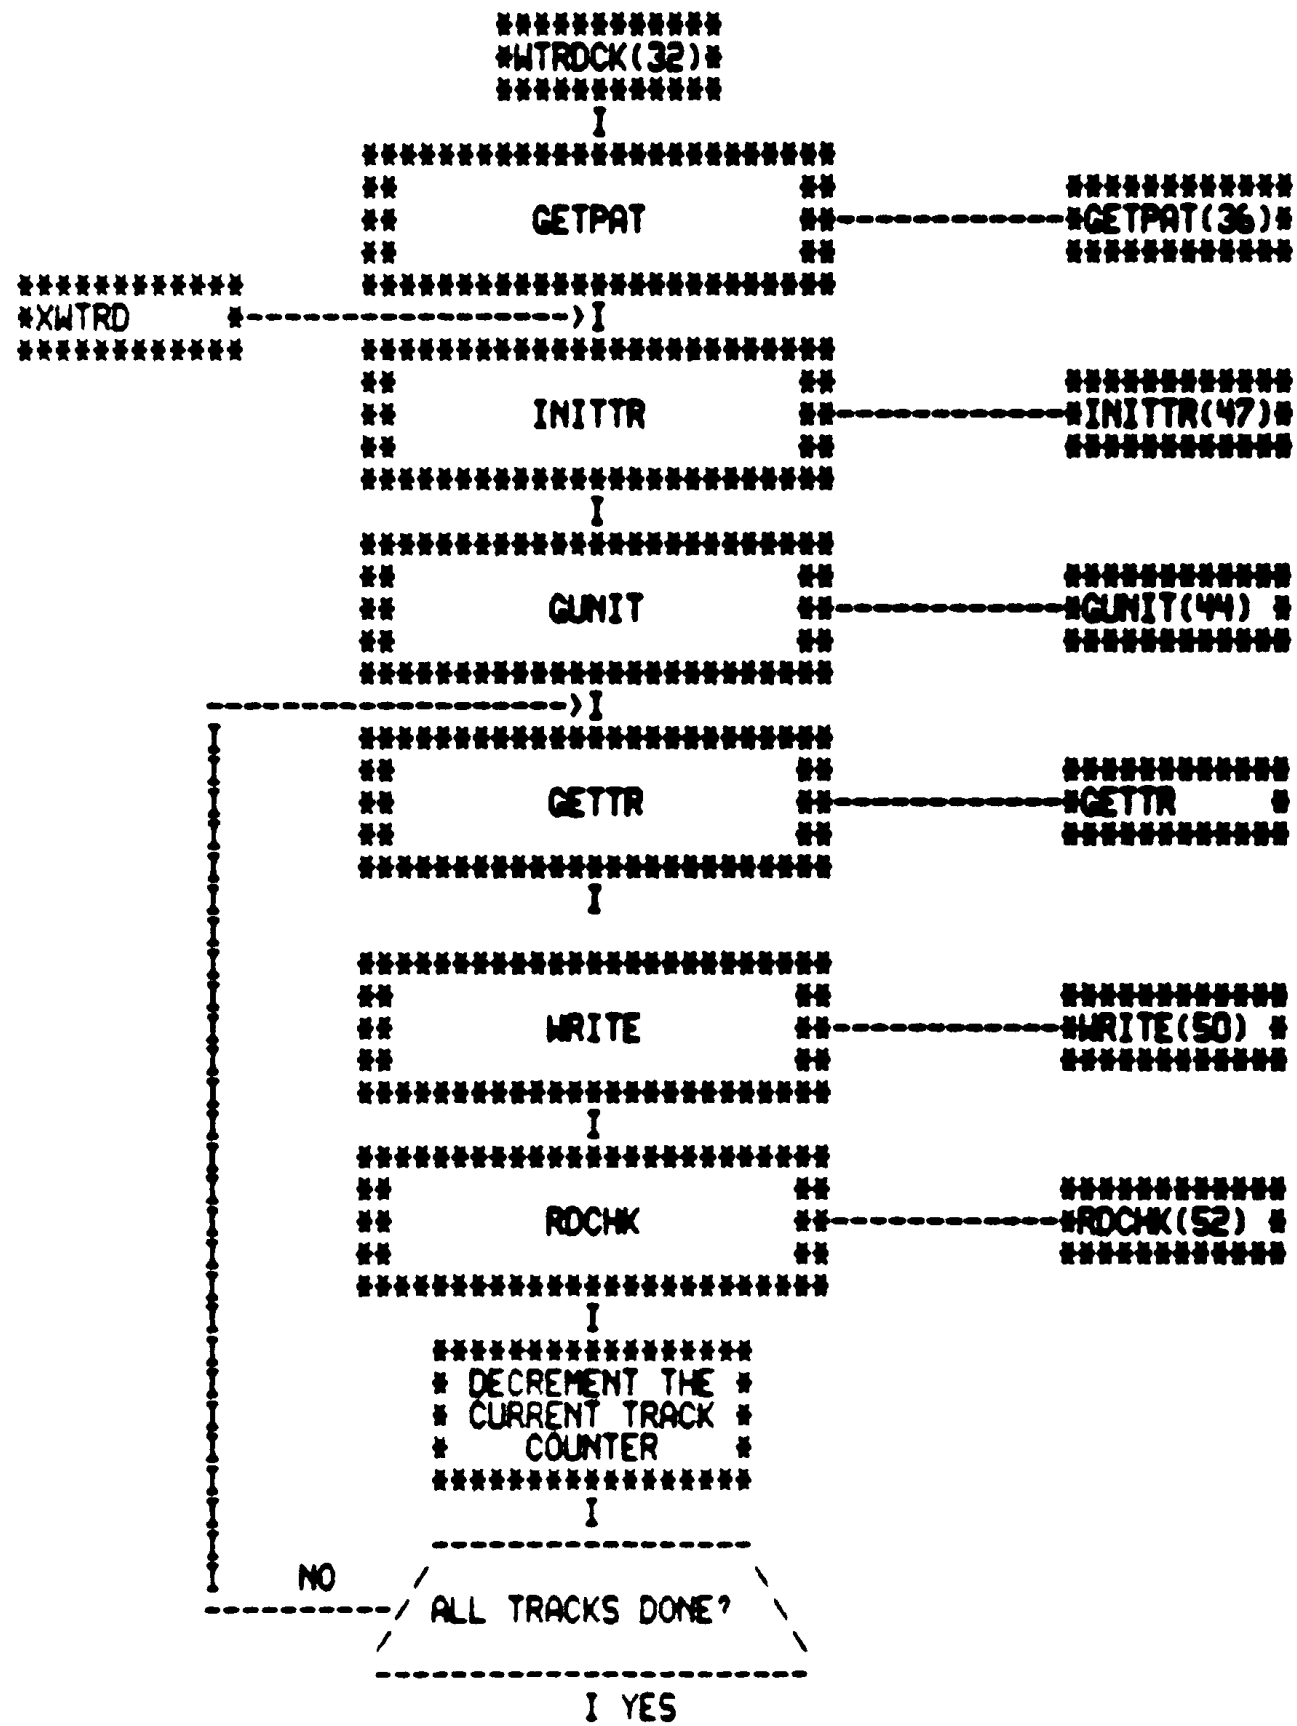 *WTRDCK(32)*
GETPAT
*GETPAT(36)*
*XWTRD *
INITTR
*INITTR(47)*
GUNIT
*GUNIT(44) *
GETTR
*GETTR *
WRITE
*WRITE(50) *
RDCHK
*RDCHK(52) *
DECREMENT THE
CURRENT TRACK
COUNTER
NO
ALL TRACKS DONE?
I YES